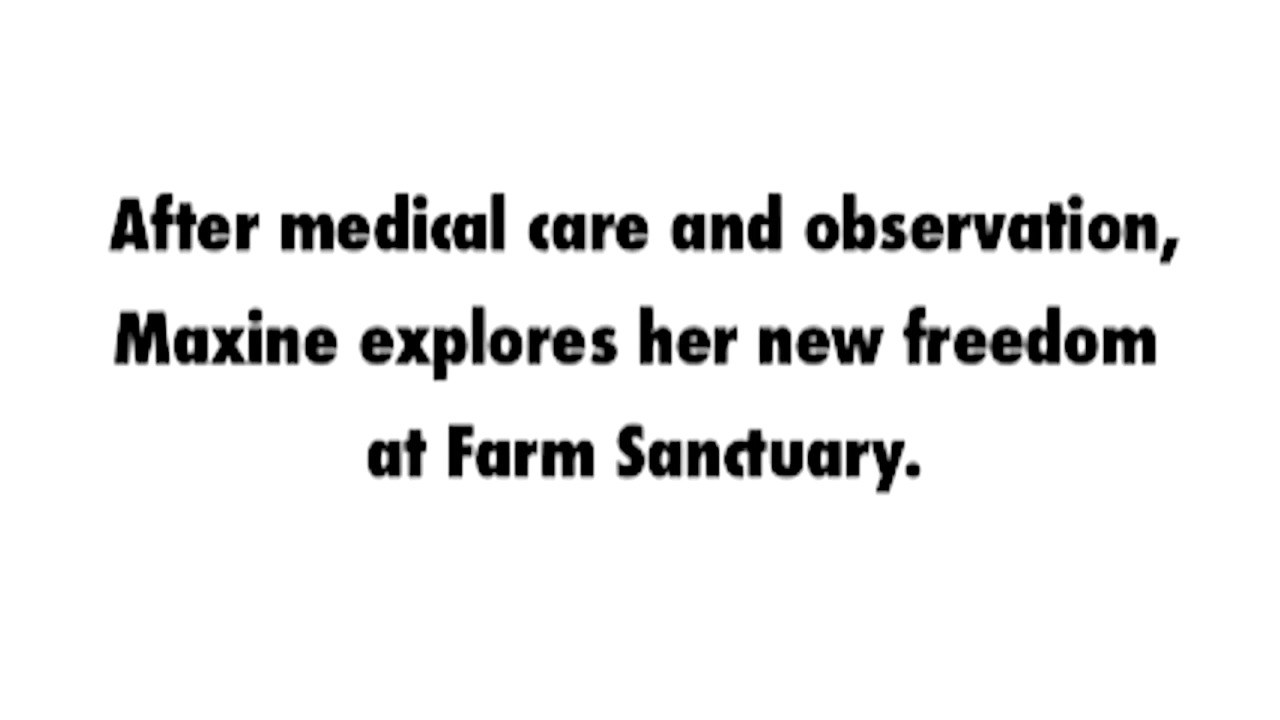 After medical care and observation,
Maxine explores her new freedom
at Farm Sanctuary.